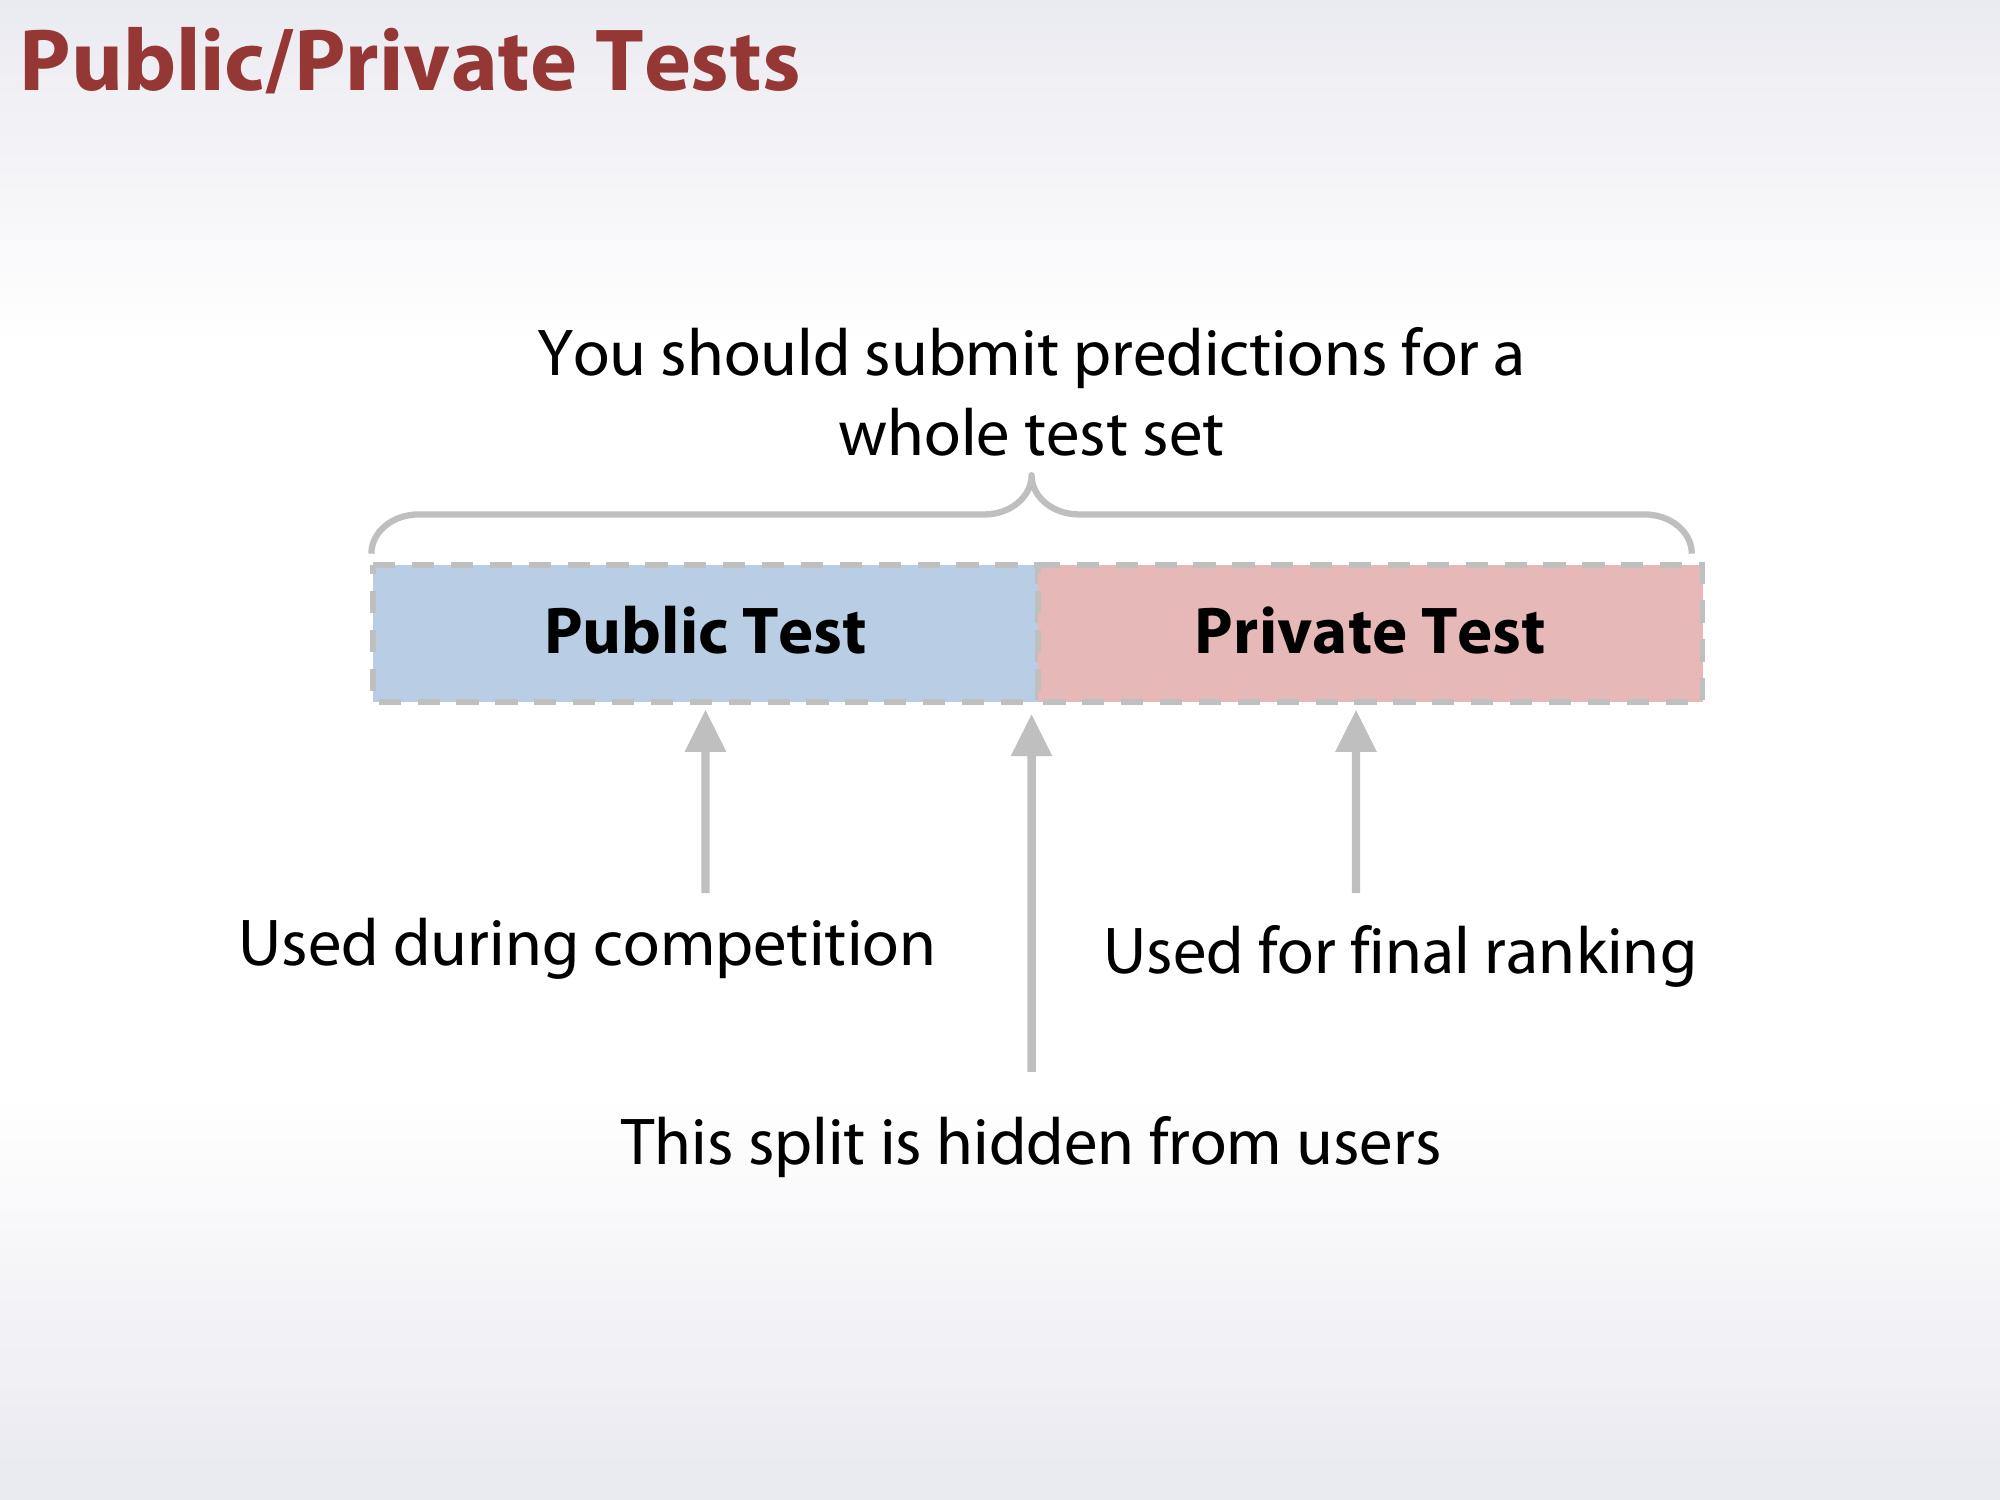 Public/Private Tests
You should submit predictions for a
whole test set
Public Test
Private Test
Used during competition
Used for final ranking
This split is hidden from users